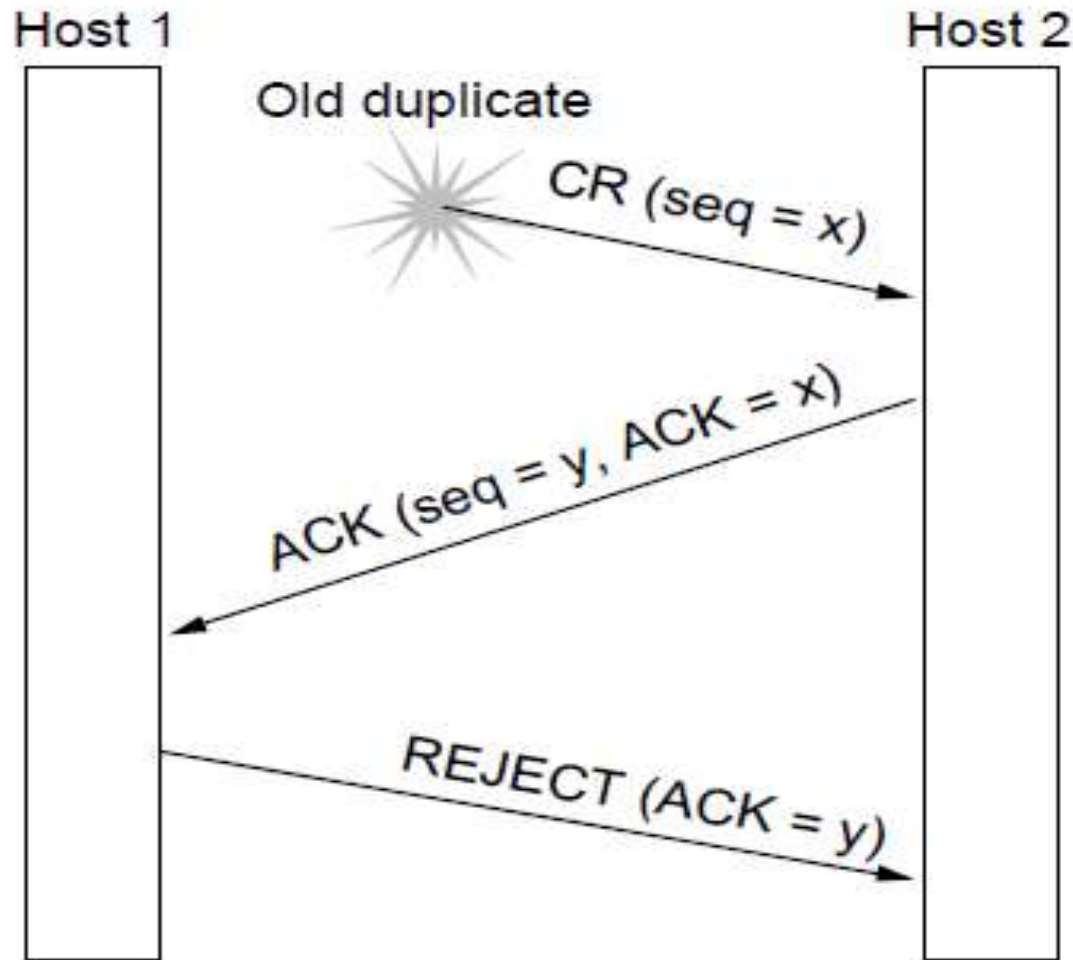 Host 1
Host 2
Old duplicate
CR (seq = x)
ACK (seq = y, ACK = x)
REJECT (ACK = y)